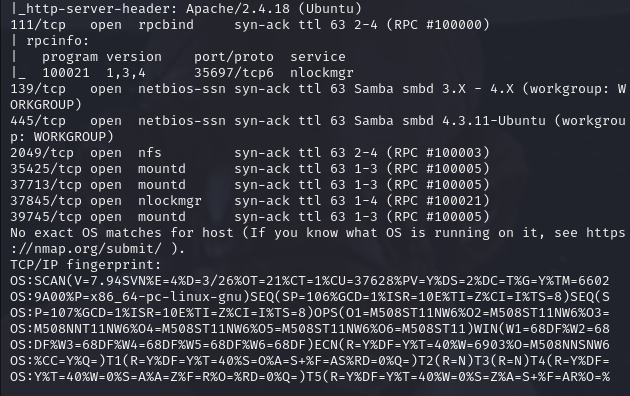 |_http-server-header: Apache/2.4.18 (Ubuntu)
111/tcp   open  rpcbind     syn-ack ttl 63 2-4 (RPC #100000)
| rpcinfo:
|   program version    port/proto  service
|_  100021  1,3,4      35697/tcp6  nlockmgr
139/tcp   open  netbios-ssn syn-ack ttl 63 Samba smbd 3.X - 4.X (workgroup: W
ORKGROUP)
445/tcp   open  netbios-ssn syn-ack ttl 63 Samba smbd 4.3.11-Ubuntu (workgrou
p: WORKGROUP)
2049/tcp  open  nfs         syn-ack ttl 63 2-4 (RPC #100003)
35425/tcp open  mountd      syn-ack ttl 63 1-3 (RPC #100005)
37713/tcp open  mountd      syn-ack ttl 63 1-3 (RPC #100005)
37845/tcp open  nlockmgr    syn-ack ttl 63 1-4 (RPC #100021)
39745/tcp open  mountd      syn-ack ttl 63 1-3 (RPC #100005)
No exact OS matches for host (If you know what OS is running on it, see https
://nmap.org/submit/ ).
TCP/IP fingerprint:
OS:SCAN(V=7.94SVN%E=4%D=3/26%OT=21%CT=1%CU=37628%PV=Y%DS=2%DC=T%G=Y%TM=6602
OS:9A00%P=x86_64-pc-linux-gnu)SEQ(SP=106%GCD=1%ISR=10E%TI=Z%CI=I%TS=8)SEQ(S
OS:P=107%GCD=1%ISR=10E%TI=Z%CI=I%TS=8)OPS(O1=M508ST11NW6%O2=M508ST11NW6%O3=
OS:M508NNT11NW6%O4=M508ST11NW6%O5=M508ST11NW6%O6=M508ST11)WIN(W1=68DF%W2=68
OS:DF%W3=68DF%W4=68DF%W5=68DF%W6=68DF)ECN(R=Y%DF=Y%T=40%W=6903%O=M508NNSNW6
OS:%CC=Y%Q=)T1(R=Y%DF=Y%T=40%S=O%A=S+%F=AS%RD=0%Q=)T2(R=N)T3(R=N)T4(R=Y%DF=
OS:Y%T=40%W=0%S=A%A=Z%F=R%O=%RD=0%Q=)T5(R=Y%DF=Y%T=40%W=0%S=Z%A=S+%F=AR%O=%